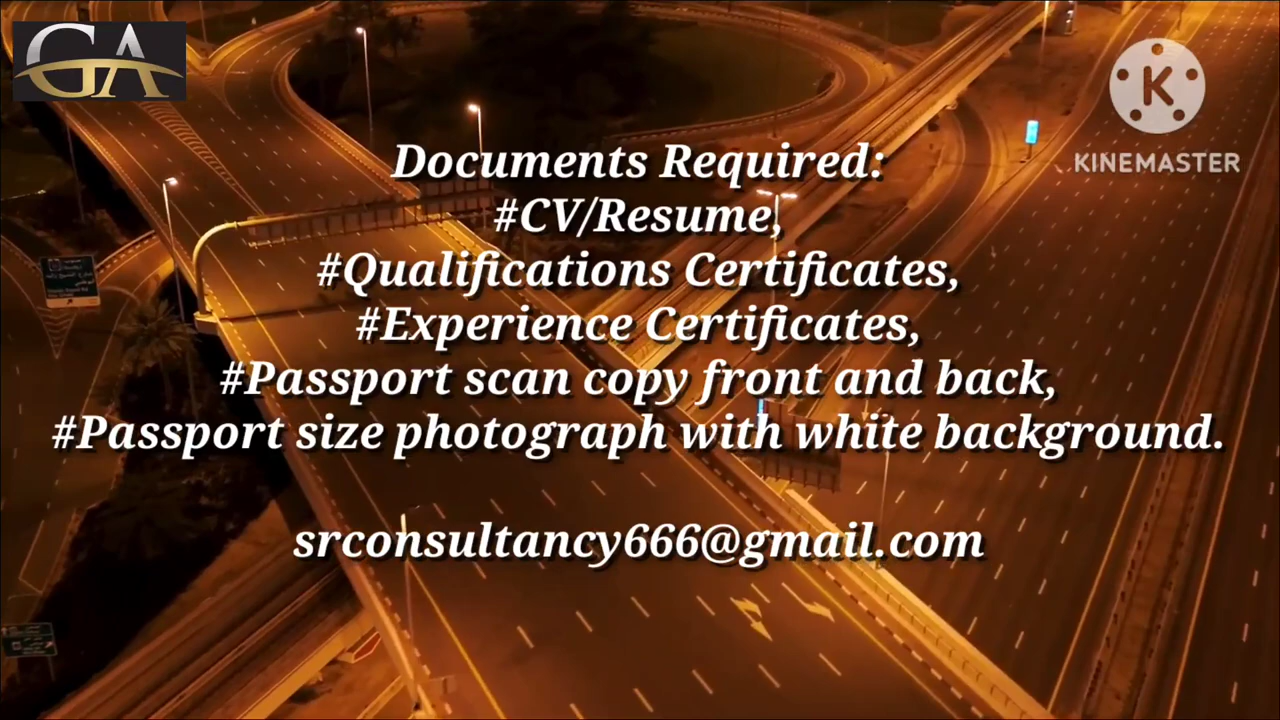 GA
K
KINEMASTER
Documents Required:
#CV/Resume,
#Qualifications Certificates,
#Experience Certificates,
#Passport scan copy front and back,
#Passport size photograph with white background.
srconsultancy666@gmail.com